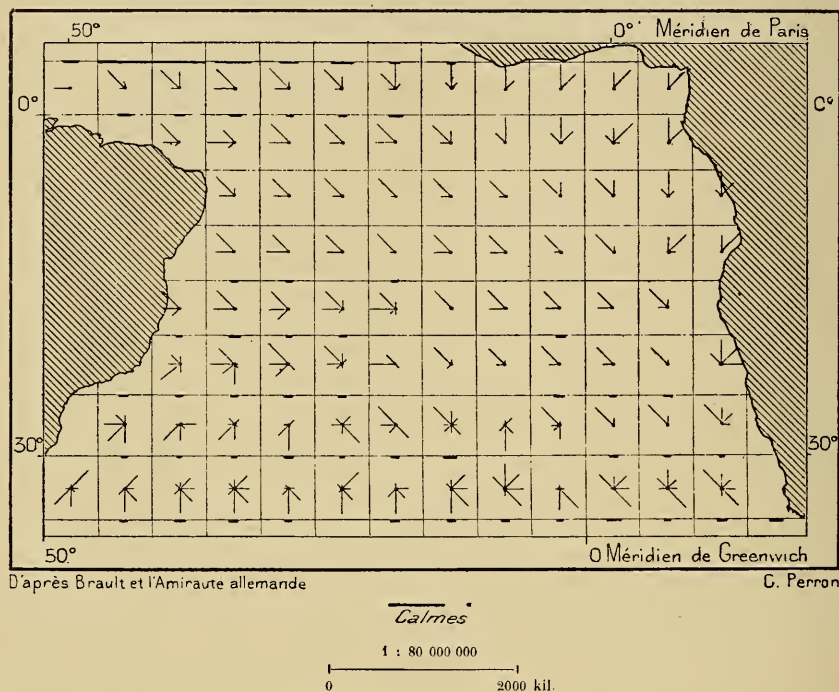 50° 0° Méridien de Paris
0° 0°
30° 30°
50.° 0 Méridien de Greenwich
D'après Brault et l'Amiraute allemande C. Perron
Calmes
1 : 80 000 000
0 2000 kil.